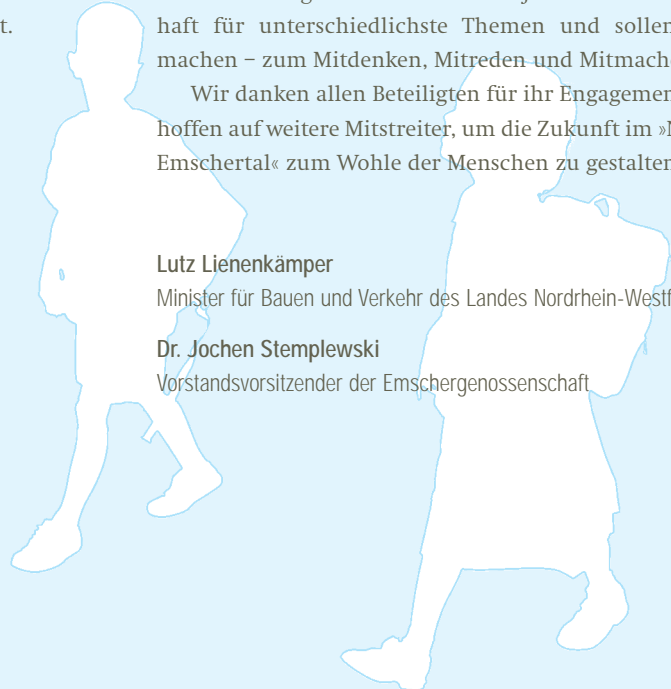 t.
haft für unterschiedlichste Themen und sollen
machen – zum Mitdenken, Mitreden und Mitmach
Wir danken allen Beteiligten für ihr Engagemen
hoffen auf weitere Mitstreiter, um die Zukunft im »
Emschertal« zum Wohle der Menschen zu gestalten
Lutz Lienenkämper
Minister für Bauen und Verkehr des Landes Nordrhein-Westf
Dr. Jochen Stemplewski
Vorstandsvorsitzender der Emschergenossenschaft